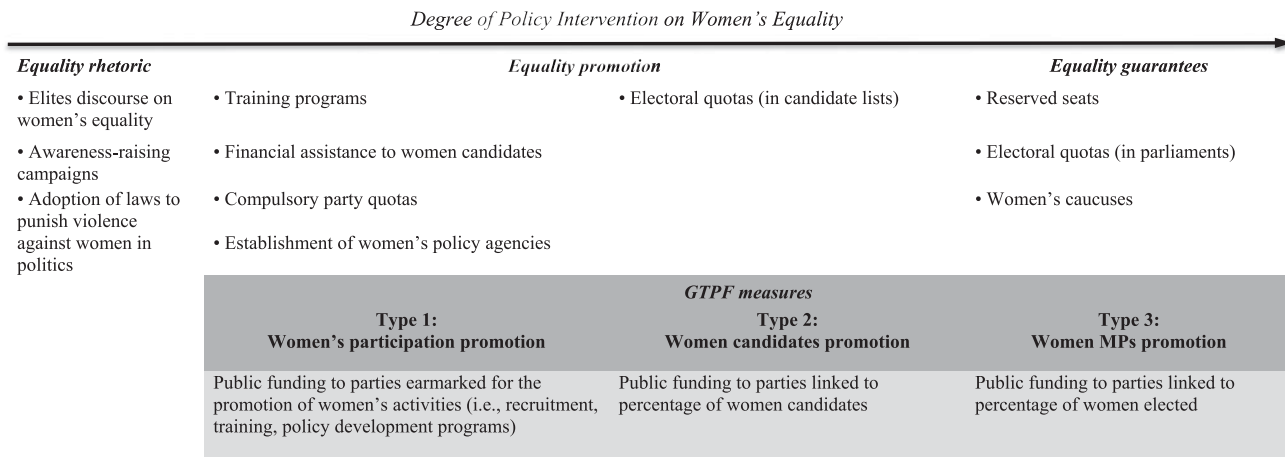 Degree of Policy Intervention on Women's Equality
Equality rhetoric
Equality promotion
Equality guarantees
• Elites discourse on
women's equality
• Awareness-raising
campaigns
• Adoption of laws to
punish violence
against women in
politics
• Training programs
• Financial assistance to women candidates
• Compulsory party quotas
• Establishment of women's policy agencies
• Electoral quotas (in candidate lists)
• Reserved seats
• Electoral quotas (in parliaments)
• Women's caucuses
GTPF measures
Type 1:
Women's participation promotion
Type 2:
Women candidates promotion
Type 3:
Women MPs promotion
Public funding to parties earmarked for the
promotion of women's activities (i.e., recruitment,
training, policy development programs)
Public funding to parties linked to
percentage of women candidates
Public funding to parties linked to
percentage of women elected